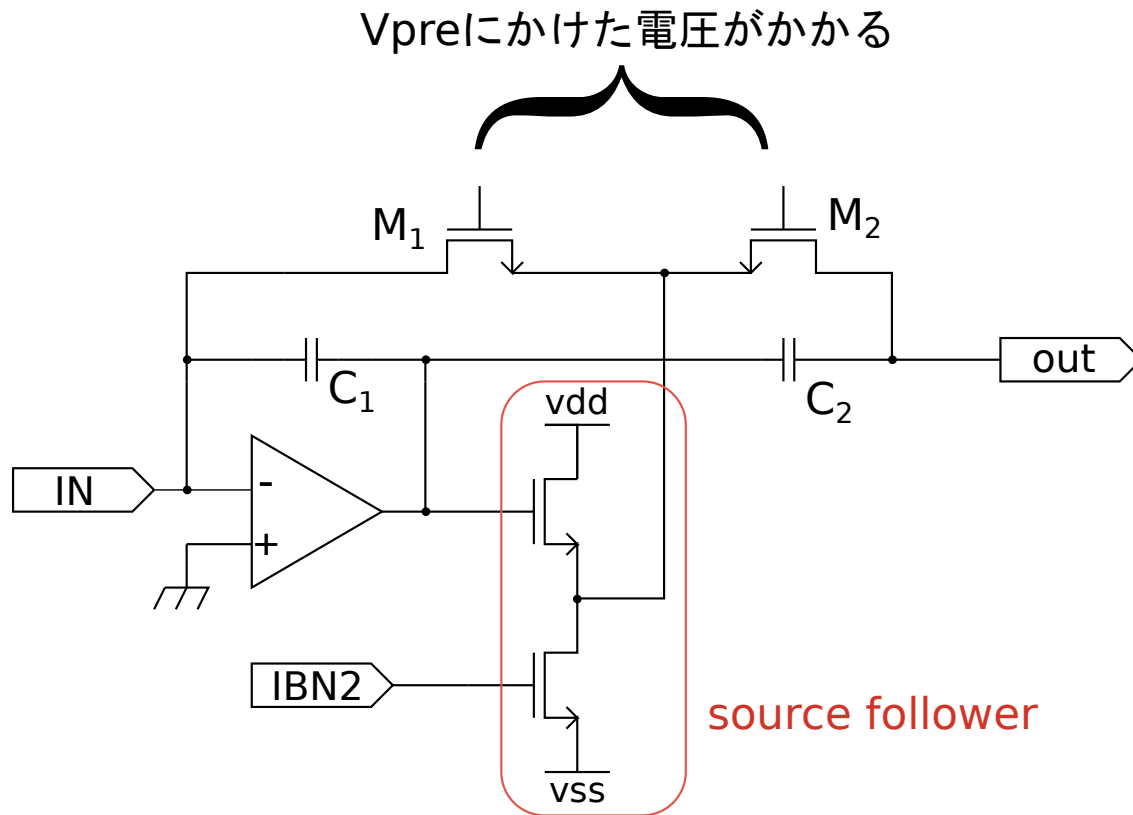 Vpreにかけた電圧がかかる
M1
M2
C1
C2
out
vdd
IN
-
+
IBN2
source follower
vss